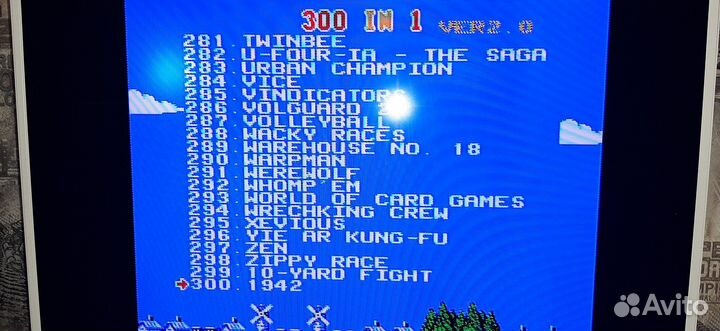 300 IN 1 VER2.0
281.TWINBEE
282.U-FOUR-IA - THE SAGA
283.URBAN CHAMPION
284.VICE
285.VINDICATORS
286.VOLGUARD
287.VOLLEYBALL
288.WACKY RACES
289.WAREHOUSE NO. 18
290.WARPMAN
291.WEREWOLF
292.WHOMP'EM
293.WORLD OF CARD GAMES
294.WRECHKING CREW
295.XEVIOUS
296.YIE AR KUNG-FU
297.ZEN
298.ZIPPY RACE
299.10-YARD FIGHT
300.1942
Avito